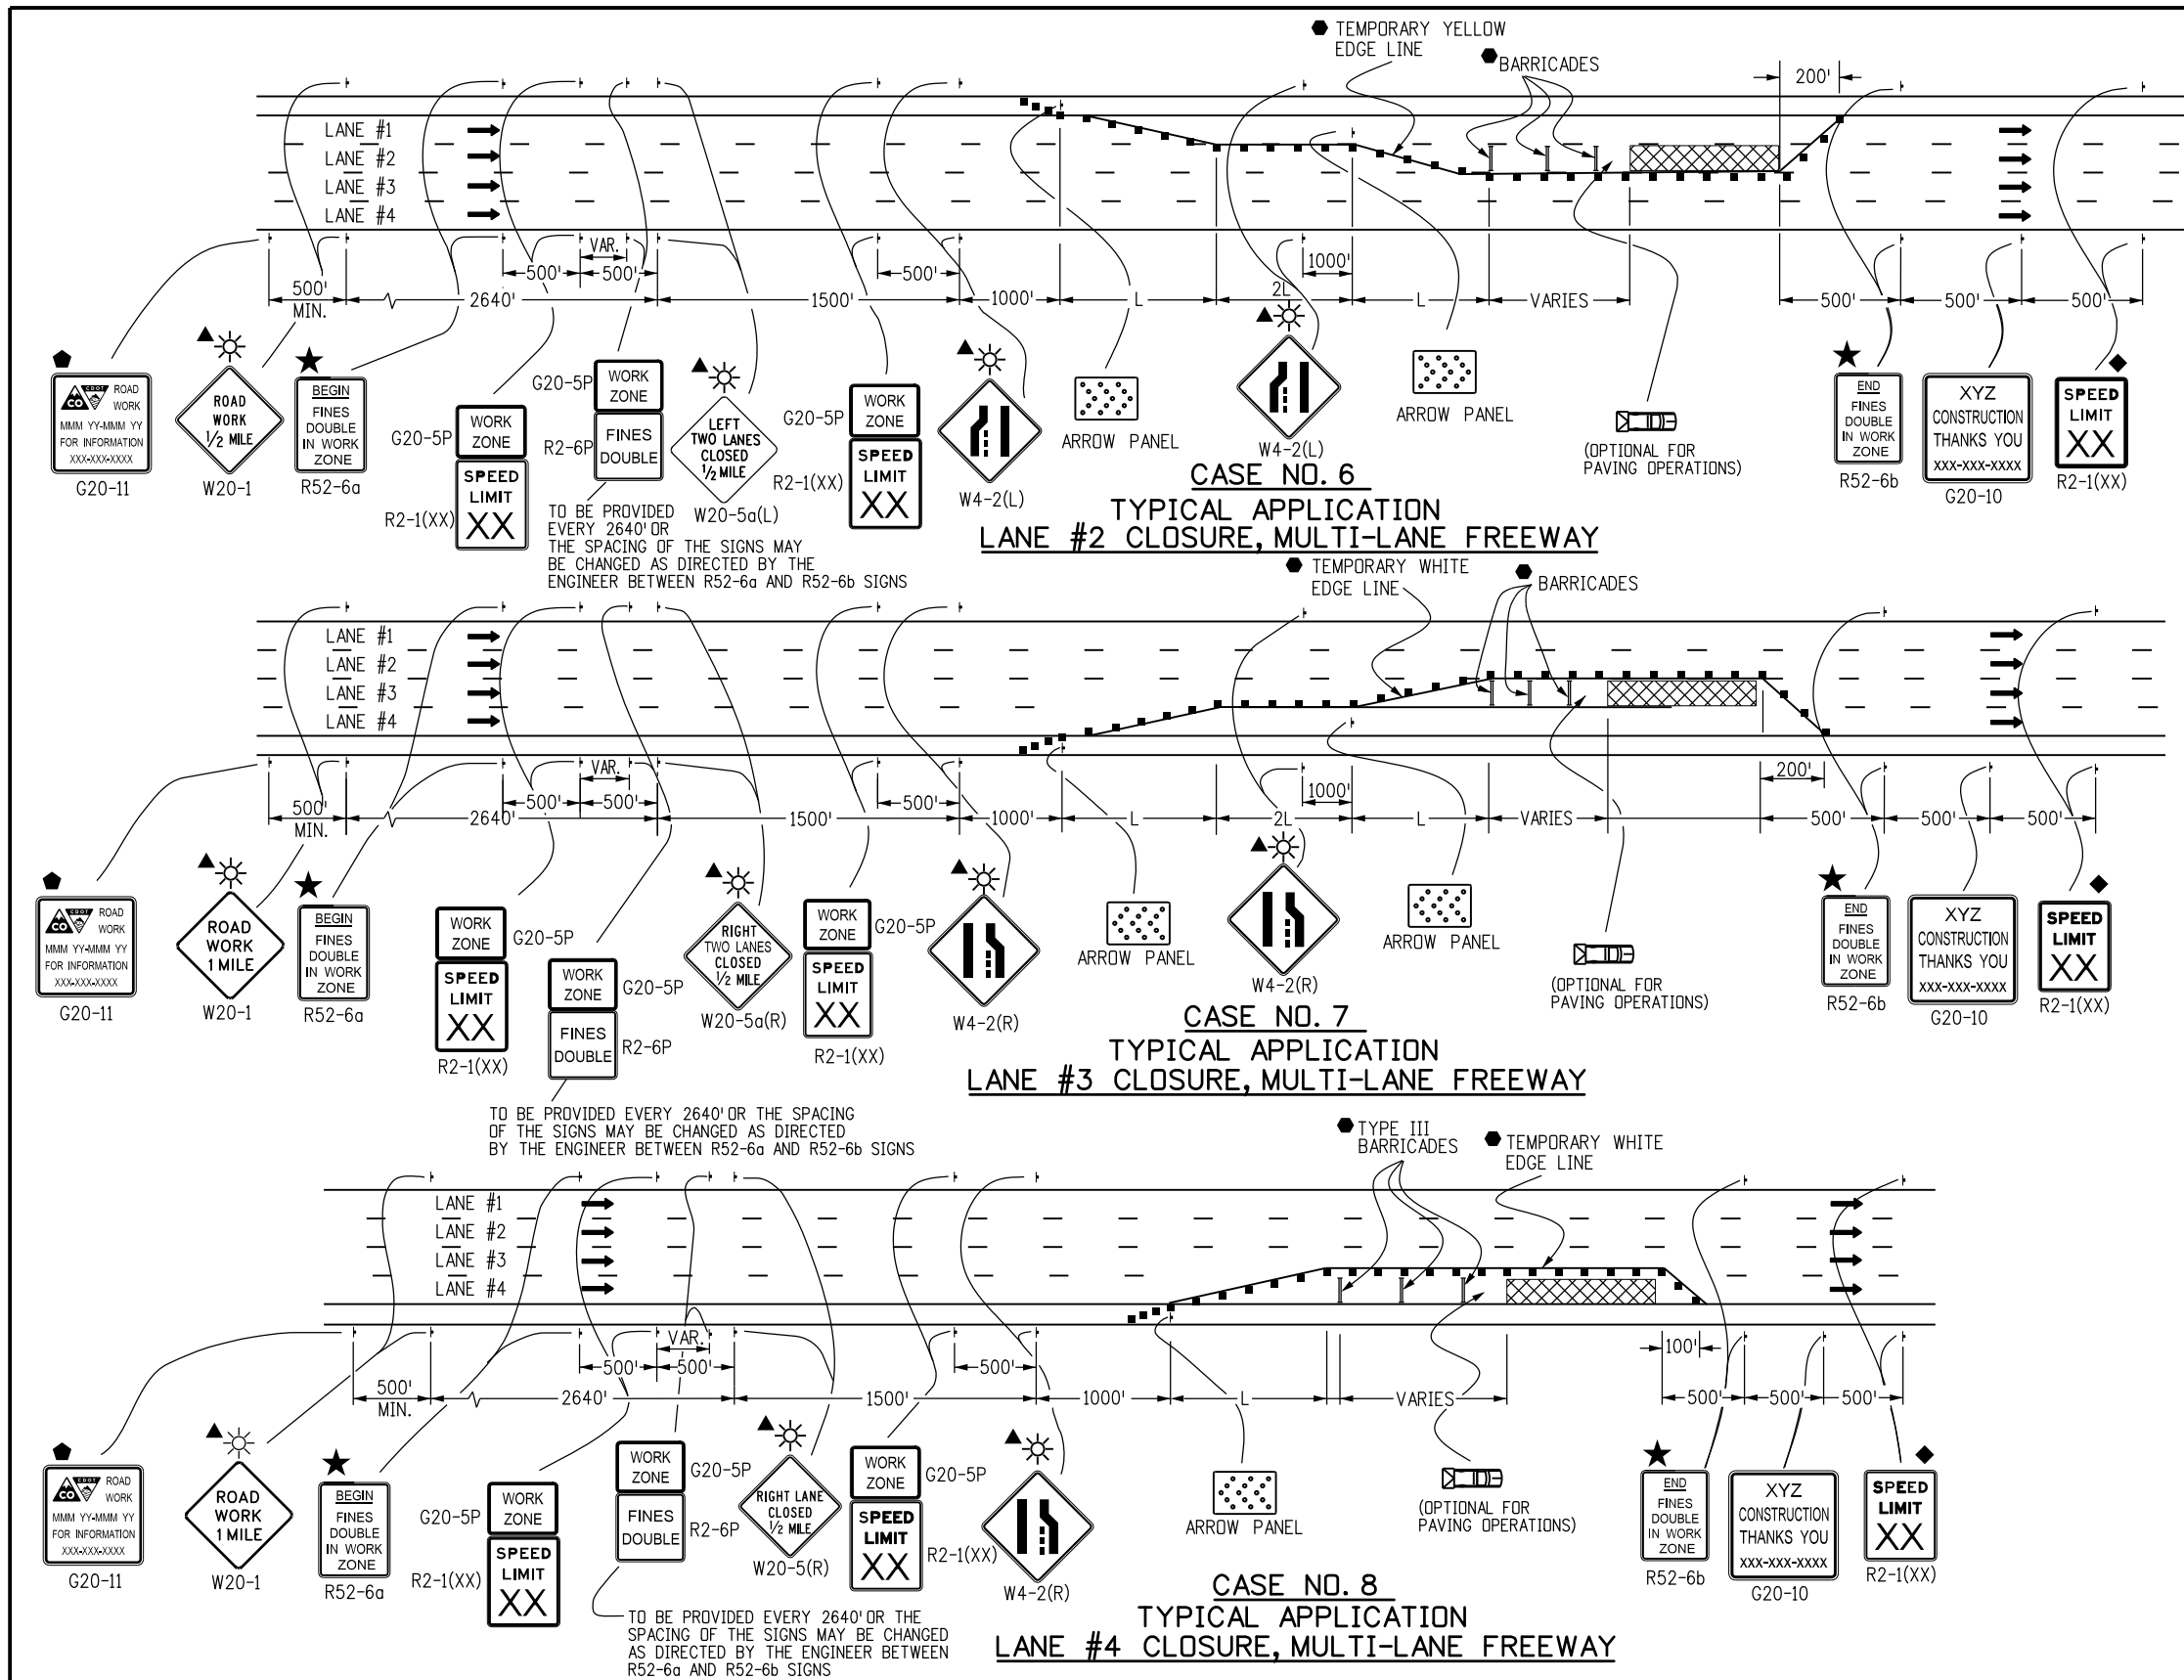 TEMPORARY YELLOW
EDGE LINE
BARRICADES
200'
LANE #1
LANE #2
LANE #3
LANE #4
VAR.
500'
500'
500'
1000'
500'
MIN.
2640'
1500'
1000'
L
2L
L
VARIES
500'
500'
500'
CDOT
CO
ROAD
WORK
MMM YY-MMM YY
FOR INFORMATION
XXX-XXX-XXXX
G20-11
ROAD
WORK
1/2 MILE
W20-1
BEGIN
FINES
DOUBLE
IN WORK
ZONE
R52-6a
G20-5P
WORK
ZONE
SPEED
LIMIT
XX
R2-1(XX)
G20-5P
WORK
ZONE
R2-6P
FINES
DOUBLE
TO BE PROVIDED
EVERY 2640' OR
THE SPACING OF THE SIGNS MAY
BE CHANGED AS DIRECTED BY THE
ENGINEER BETWEEN R52-6a AND R52-6b SIGNS
LEFT
TWO LANES
CLOSED
1/2 MILE
W20-5a(L)
G20-5P
WORK
ZONE
SPEED
LIMIT
XX
R2-1(XX)
W4-2(L)
ARROW PANEL
W4-2(L)
ARROW PANEL
(OPTIONAL FOR
PAVING OPERATIONS)
END
FINES
DOUBLE
IN WORK
ZONE
R52-6b
XYZ
CONSTRUCTION
THANKS YOU
xxx-xxx-xxxx
G20-10
SPEED
LIMIT
XX
R2-1(XX)
CASE NO. 6
TYPICAL APPLICATION
LANE #2 CLOSURE, MULTI-LANE FREEWAY
TEMPORARY WHITE
EDGE LINE
BARRICADES
LANE #1
LANE #2
LANE #3
LANE #4
VAR.
500'
500'
500'
1000'
200'
500'
MIN.
2640'
1500'
1000'
L
2L
L
VARIES
500'
500'
500'
CDOT
CO
ROAD
WORK
MMM YY-MMM YY
FOR INFORMATION
XXX-XXX-XXXX
G20-11
ROAD
WORK
1 MILE
W20-1
BEGIN
FINES
DOUBLE
IN WORK
ZONE
R52-6a
WORK
ZONE
G20-5P
SPEED
LIMIT
XX
R2-1(XX)
WORK
ZONE
G20-5P
FINES
DOUBLE
R2-6P
TO BE PROVIDED EVERY 2640' OR THE SPACING
OF THE SIGNS MAY BE CHANGED AS DIRECTED
BY THE ENGINEER BETWEEN R52-6a AND R52-6b SIGNS
RIGHT
TWO LANES
CLOSED
1/2 MILE
W20-5a(R)
WORK
ZONE
G20-5P
SPEED
LIMIT
XX
R2-1(XX)
W4-2(R)
ARROW PANEL
W4-2(R)
ARROW PANEL
(OPTIONAL FOR
PAVING OPERATIONS)
END
FINES
DOUBLE
IN WORK
ZONE
R52-6b
XYZ
CONSTRUCTION
THANKS YOU
xxx-xxx-xxxx
G20-10
SPEED
LIMIT
XX
R2-1(XX)
CASE NO. 7
TYPICAL APPLICATION
LANE #3 CLOSURE, MULTI-LANE FREEWAY
TYPE III
BARRICADES
TEMPORARY WHITE
EDGE LINE
LANE #1
LANE #2
LANE #3
LANE #4
VAR.
500'
500'
500'
100'
500'
MIN.
2640'
1500'
1000'
L
VARIES
500'
500'
500'
CDOT
CO
ROAD
WORK
MMM YY-MMM YY
FOR INFORMATION
XXX-XXX-XXXX
G20-11
ROAD
WORK
1 MILE
W20-1
BEGIN
FINES
DOUBLE
IN WORK
ZONE
R52-6a
G20-5P
WORK
ZONE
SPEED
LIMIT
XX
R2-1(XX)
WORK
ZONE
G20-5P
FINES
DOUBLE
R2-6P
TO BE PROVIDED EVERY 2640' OR THE
SPACING OF THE SIGNS MAY BE CHANGED
AS DIRECTED BY THE ENGINEER BETWEEN
R52-6a AND R52-6b SIGNS
RIGHT LANE
CLOSED
1/2 MILE
W20-5(R)
WORK
ZONE
G20-5P
SPEED
LIMIT
XX
R2-1(XX)
W4-2(R)
ARROW PANEL
(OPTIONAL FOR
PAVING OPERATIONS)
END
FINES
DOUBLE
IN WORK
ZONE
R52-6b
XYZ
CONSTRUCTION
THANKS YOU
xxx-xxx-xxxx
G20-10
SPEED
LIMIT
XX
R2-1(XX)
CASE NO. 8
TYPICAL APPLICATION
LANE #4 CLOSURE, MULTI-LANE FREEWAY